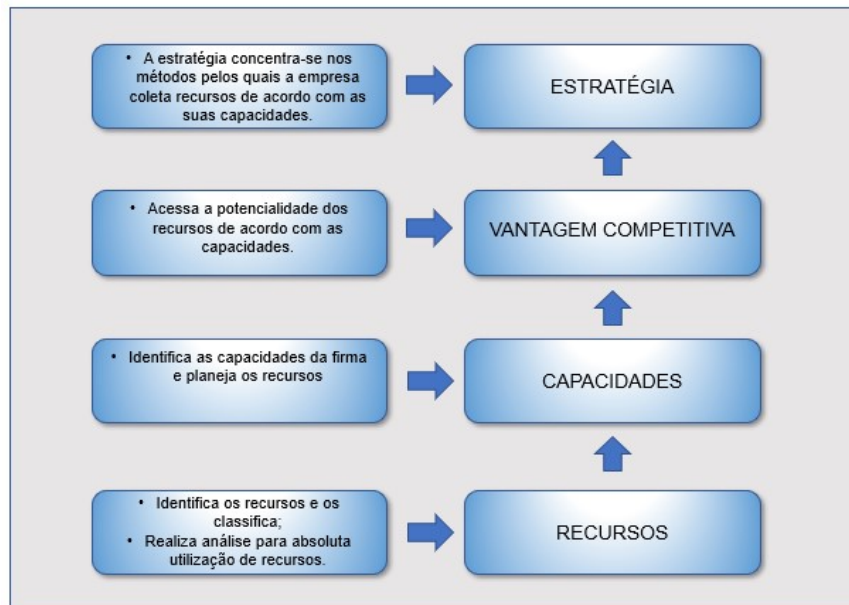 • A estratégia concentra-se nos
métodos pelos quais a empresa
coleta recursos de acordo com as
suas capacidades.
ESTRATÉGIA
• Acessa a potencialidade dos
recursos de acordo com as
capacidades.
VANTAGEM COMPETITIVA
• Identifica as capacidades da firma
e planeja os recursos
CAPACIDADES
• Identifica os recursos e os
classifica;
• Realiza análise para absoluta
utilização de recursos.
RECURSOS